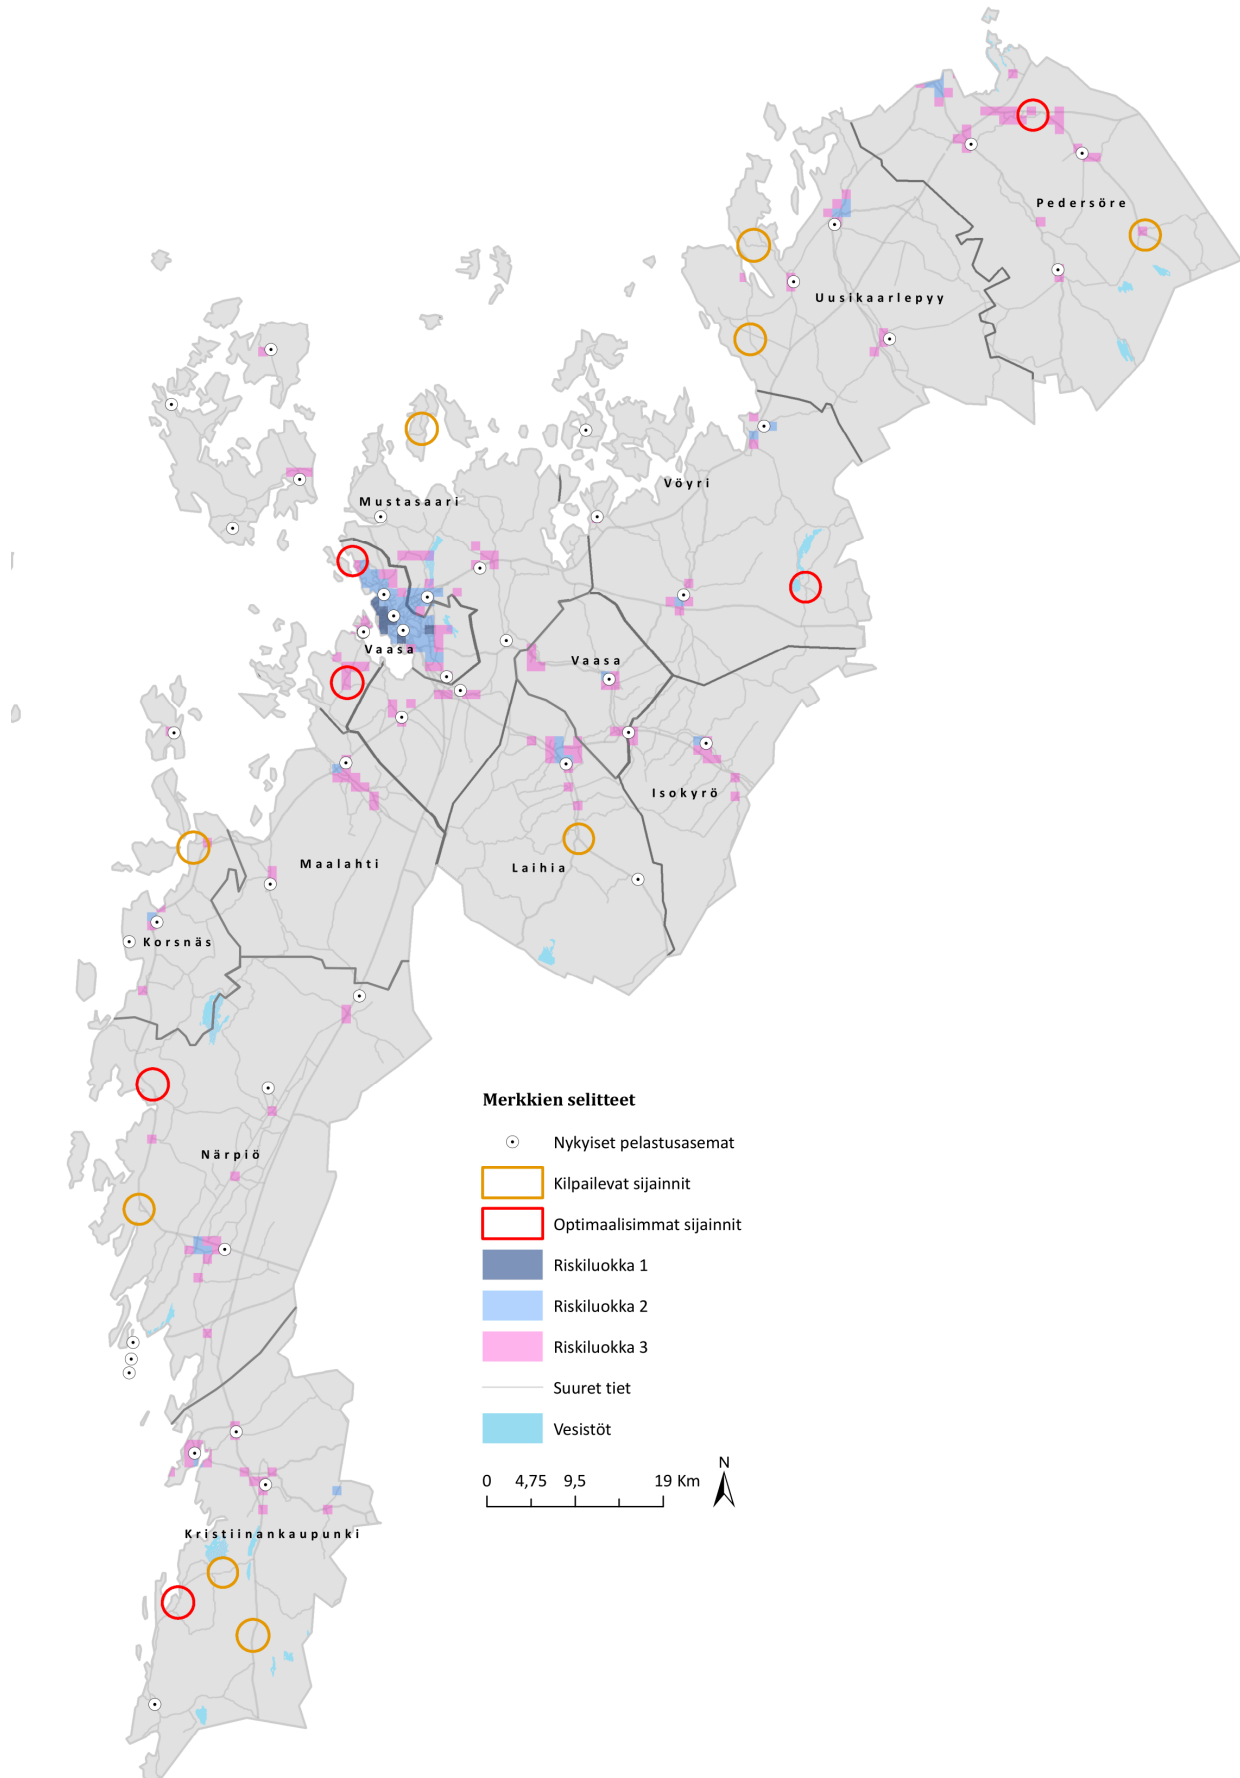 Pedersöre
Uusikaarlepyy
Vöyri
Mustasaari
Vaasa
Vaasa
Isokyrö
Maalahti
Laihia
Korsnäs
Närpiö
Kristiinankaupunki
Merkkien selitteet
Nykyiset pelastusasemat
Kilpailevat sijainnit
Optimaalisimmat sijainnit
Riskiluokka 1
Riskiluokka 2
Riskiluokka 3
Suuret tiet
Vesistöt
0 4,75 9,5 19 Km
N